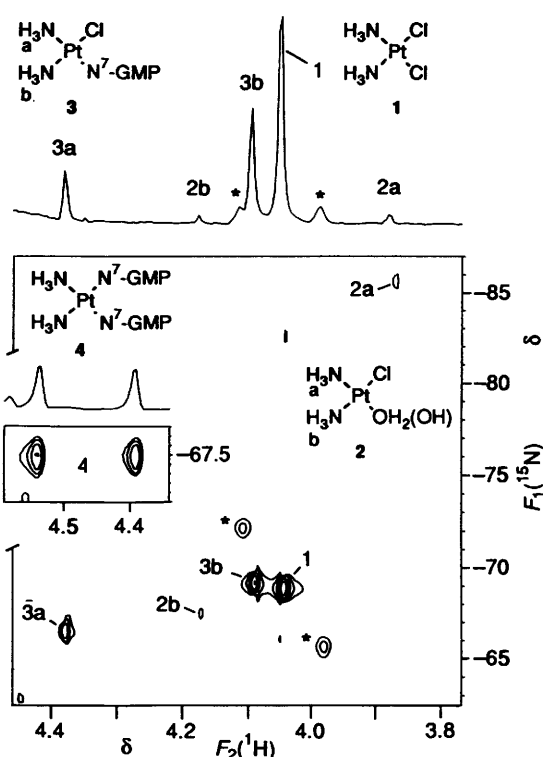 H₃N Cl
a Pt
H₃N N⁷-GMP
b.
3
H₃N Cl
Pt
H₃N Cl
1
3b
1
3a
2b
*
*
2a
H₃N N⁷-GMP
Pt
H₃N N⁷-GMP
4
2a
H₃N Cl
a Pt
H₃N OH₂(OH)
b
2
4
-67.5
4.5 4.4
*
3b
1
3a
2b
*
-85
-80
-75
-70
-65
δ
F₁(¹⁵N)
4.4 4.2 4.0 3.8
δ F₂(¹H)